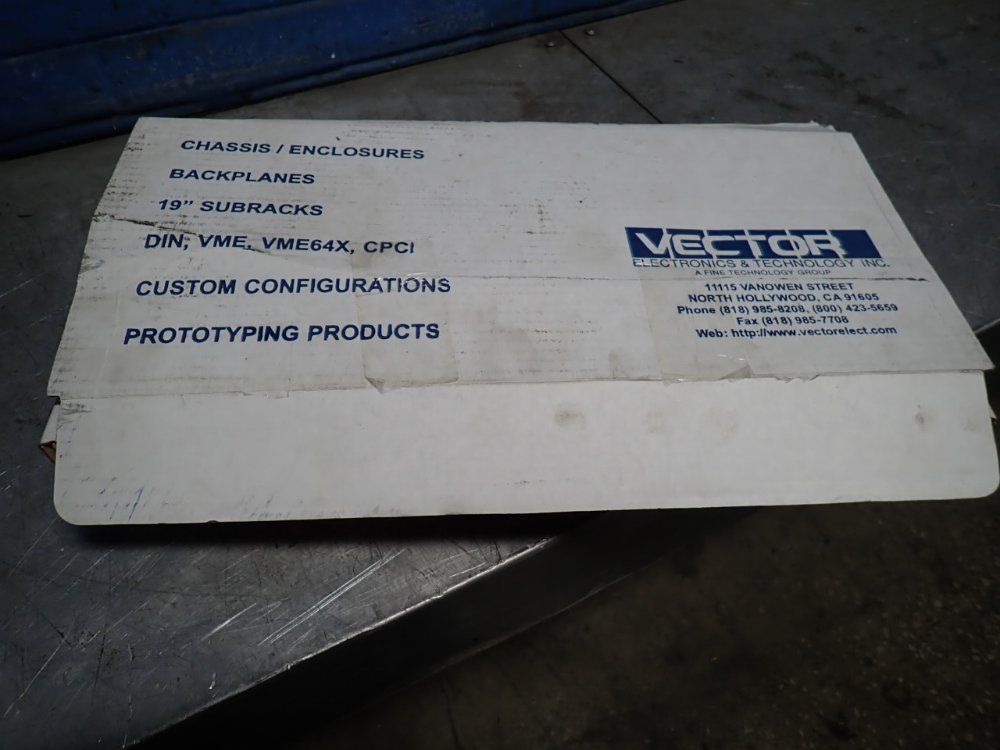 CHASSIS / ENCLOSURES
BACKPLANES
19" SUBRACKS
DIN, VME, VME64X, CPCI
CUSTOM CONFIGURATIONS
PROTOTYPING PRODUCTS
VECTOR
ELECTRONICS & TECHNOLOGY INC.
A FINE TECHNOLOGY GROUP
11115 VANOWEN STREET
NORTH HOLLYWOOD, CA 91605
Phone (818) 985-8208, (800) 423-5659
Fax (818) 985-7708
Web: http://www.vectorelect.com